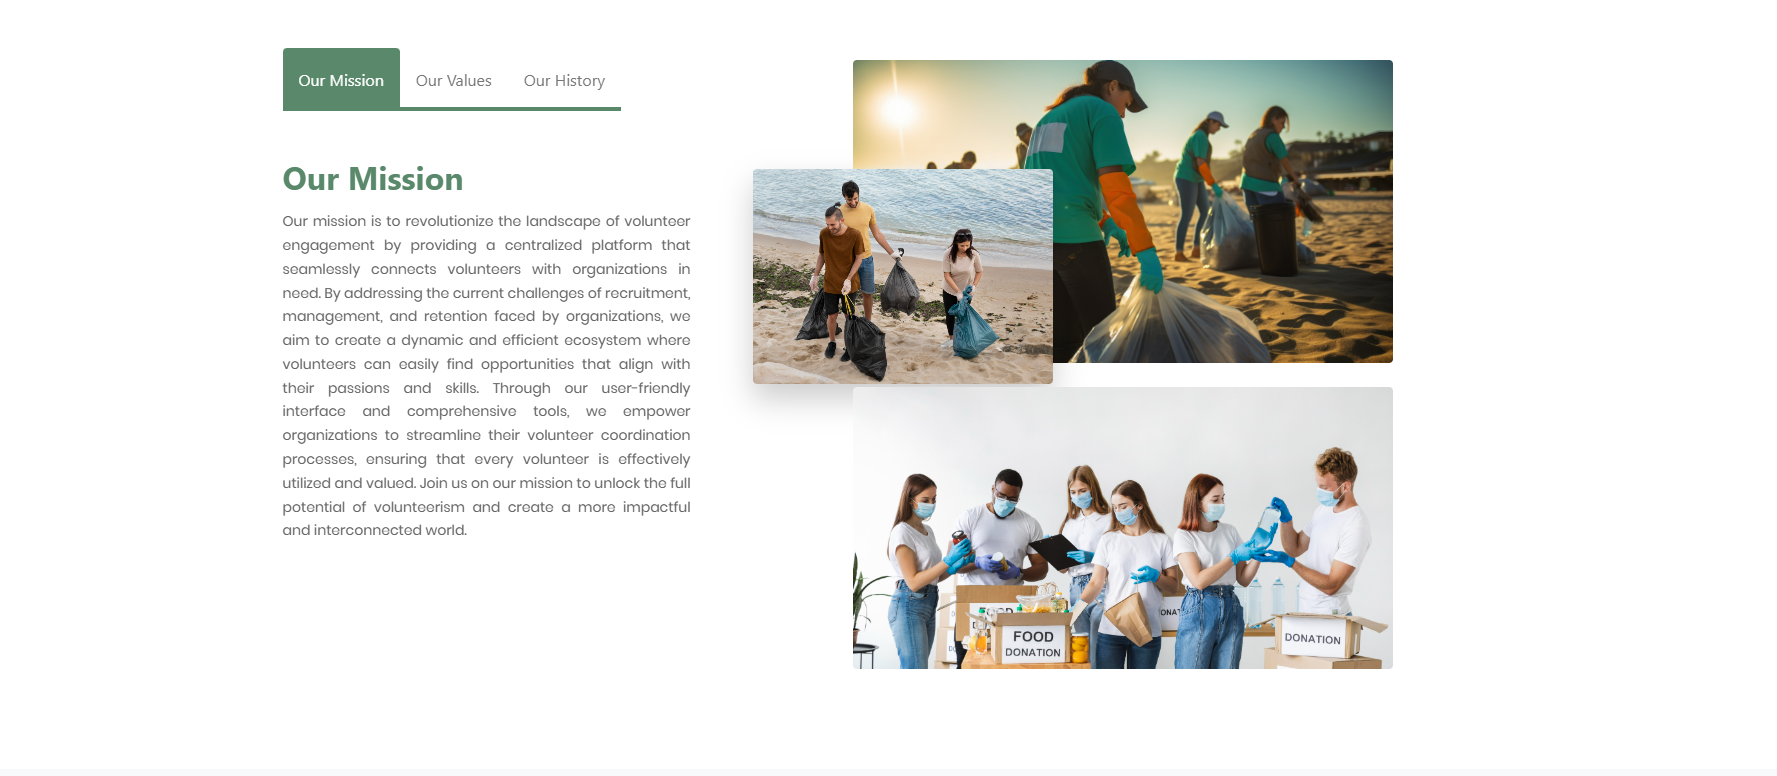 Our Mission Our Values Our History
Our Mission
Our mission is to revolutionize the landscape of volunteer
engagement by providing a centralized platform that
seamlessly connects volunteers with organizations in
need. By addressing the current challenges of recruitment,
management, and retention faced by organizations, we
aim to create a dynamic and efficient ecosystem where
volunteers can easily find opportunities that align with
their passions and skills. Through our user-friendly
interface and comprehensive tools, we empower
organizations to streamline their volunteer coordination
processes, ensuring that every volunteer is effectively
utilized and valued. Join us on our mission to unlock the full
potential of volunteerism and create a more impactful
and interconnected world.
FOOD
DONATION
DONATION